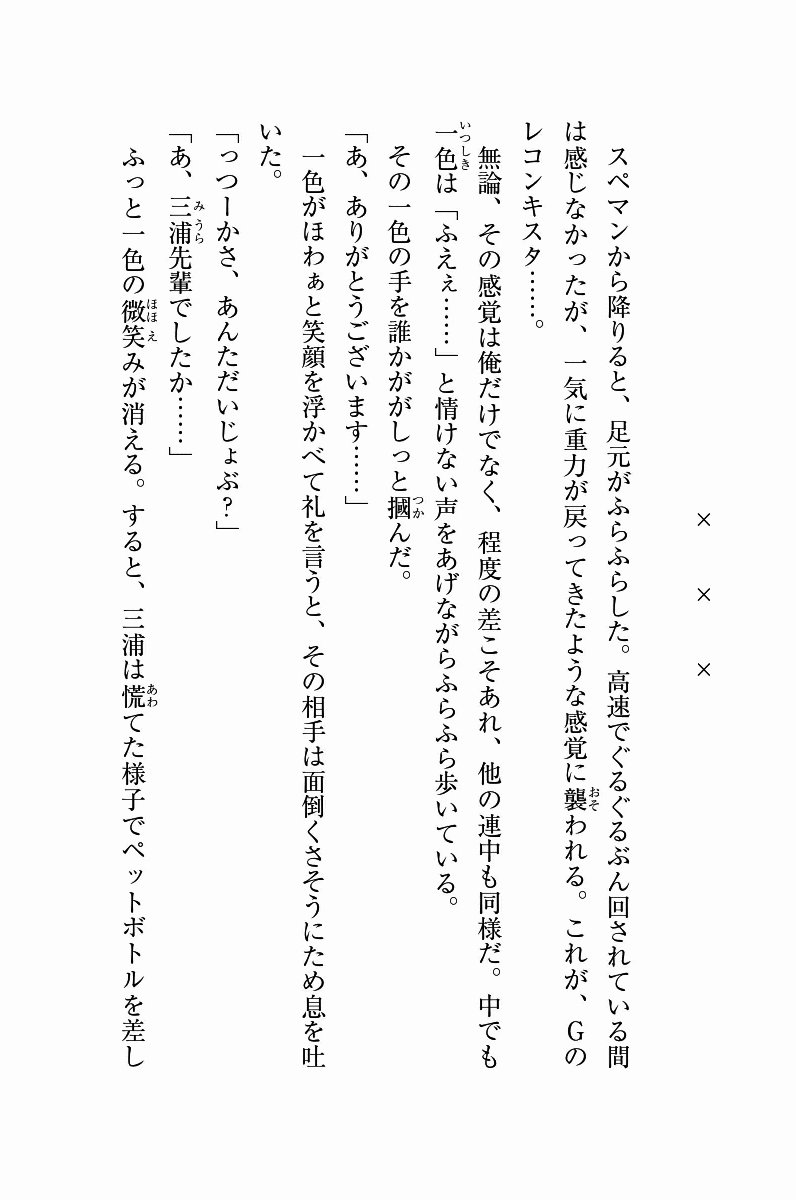 × × ×
スペマンから降りると、足元がふらふらした。高速でぐるぐるぶん回されている間
は感じなかったが、一気に重力が戻ってきたような感覚に襲われる。これが、Gの
レコンキスタ……。
無論、その感覚は俺だけでなく、程度の差こそあれ、他の連中も同様だ。中でも
一色は「ふえぇ……」と情けない声をあげながらふらふら歩いている。
その一色の手を誰かががしっと摑んだ。
「あ、ありがとうございます……」
一色がほわぁと笑顔を浮かべて礼を言うと、その相手は面倒くさそうにため息を吐
いた。
「っつーかさ、あんただいじょぶ?」
「あ、三浦先輩でしたか……」
ふっと一色の微笑みが消える。すると、三浦は慌てた様子でペットボトルを差し